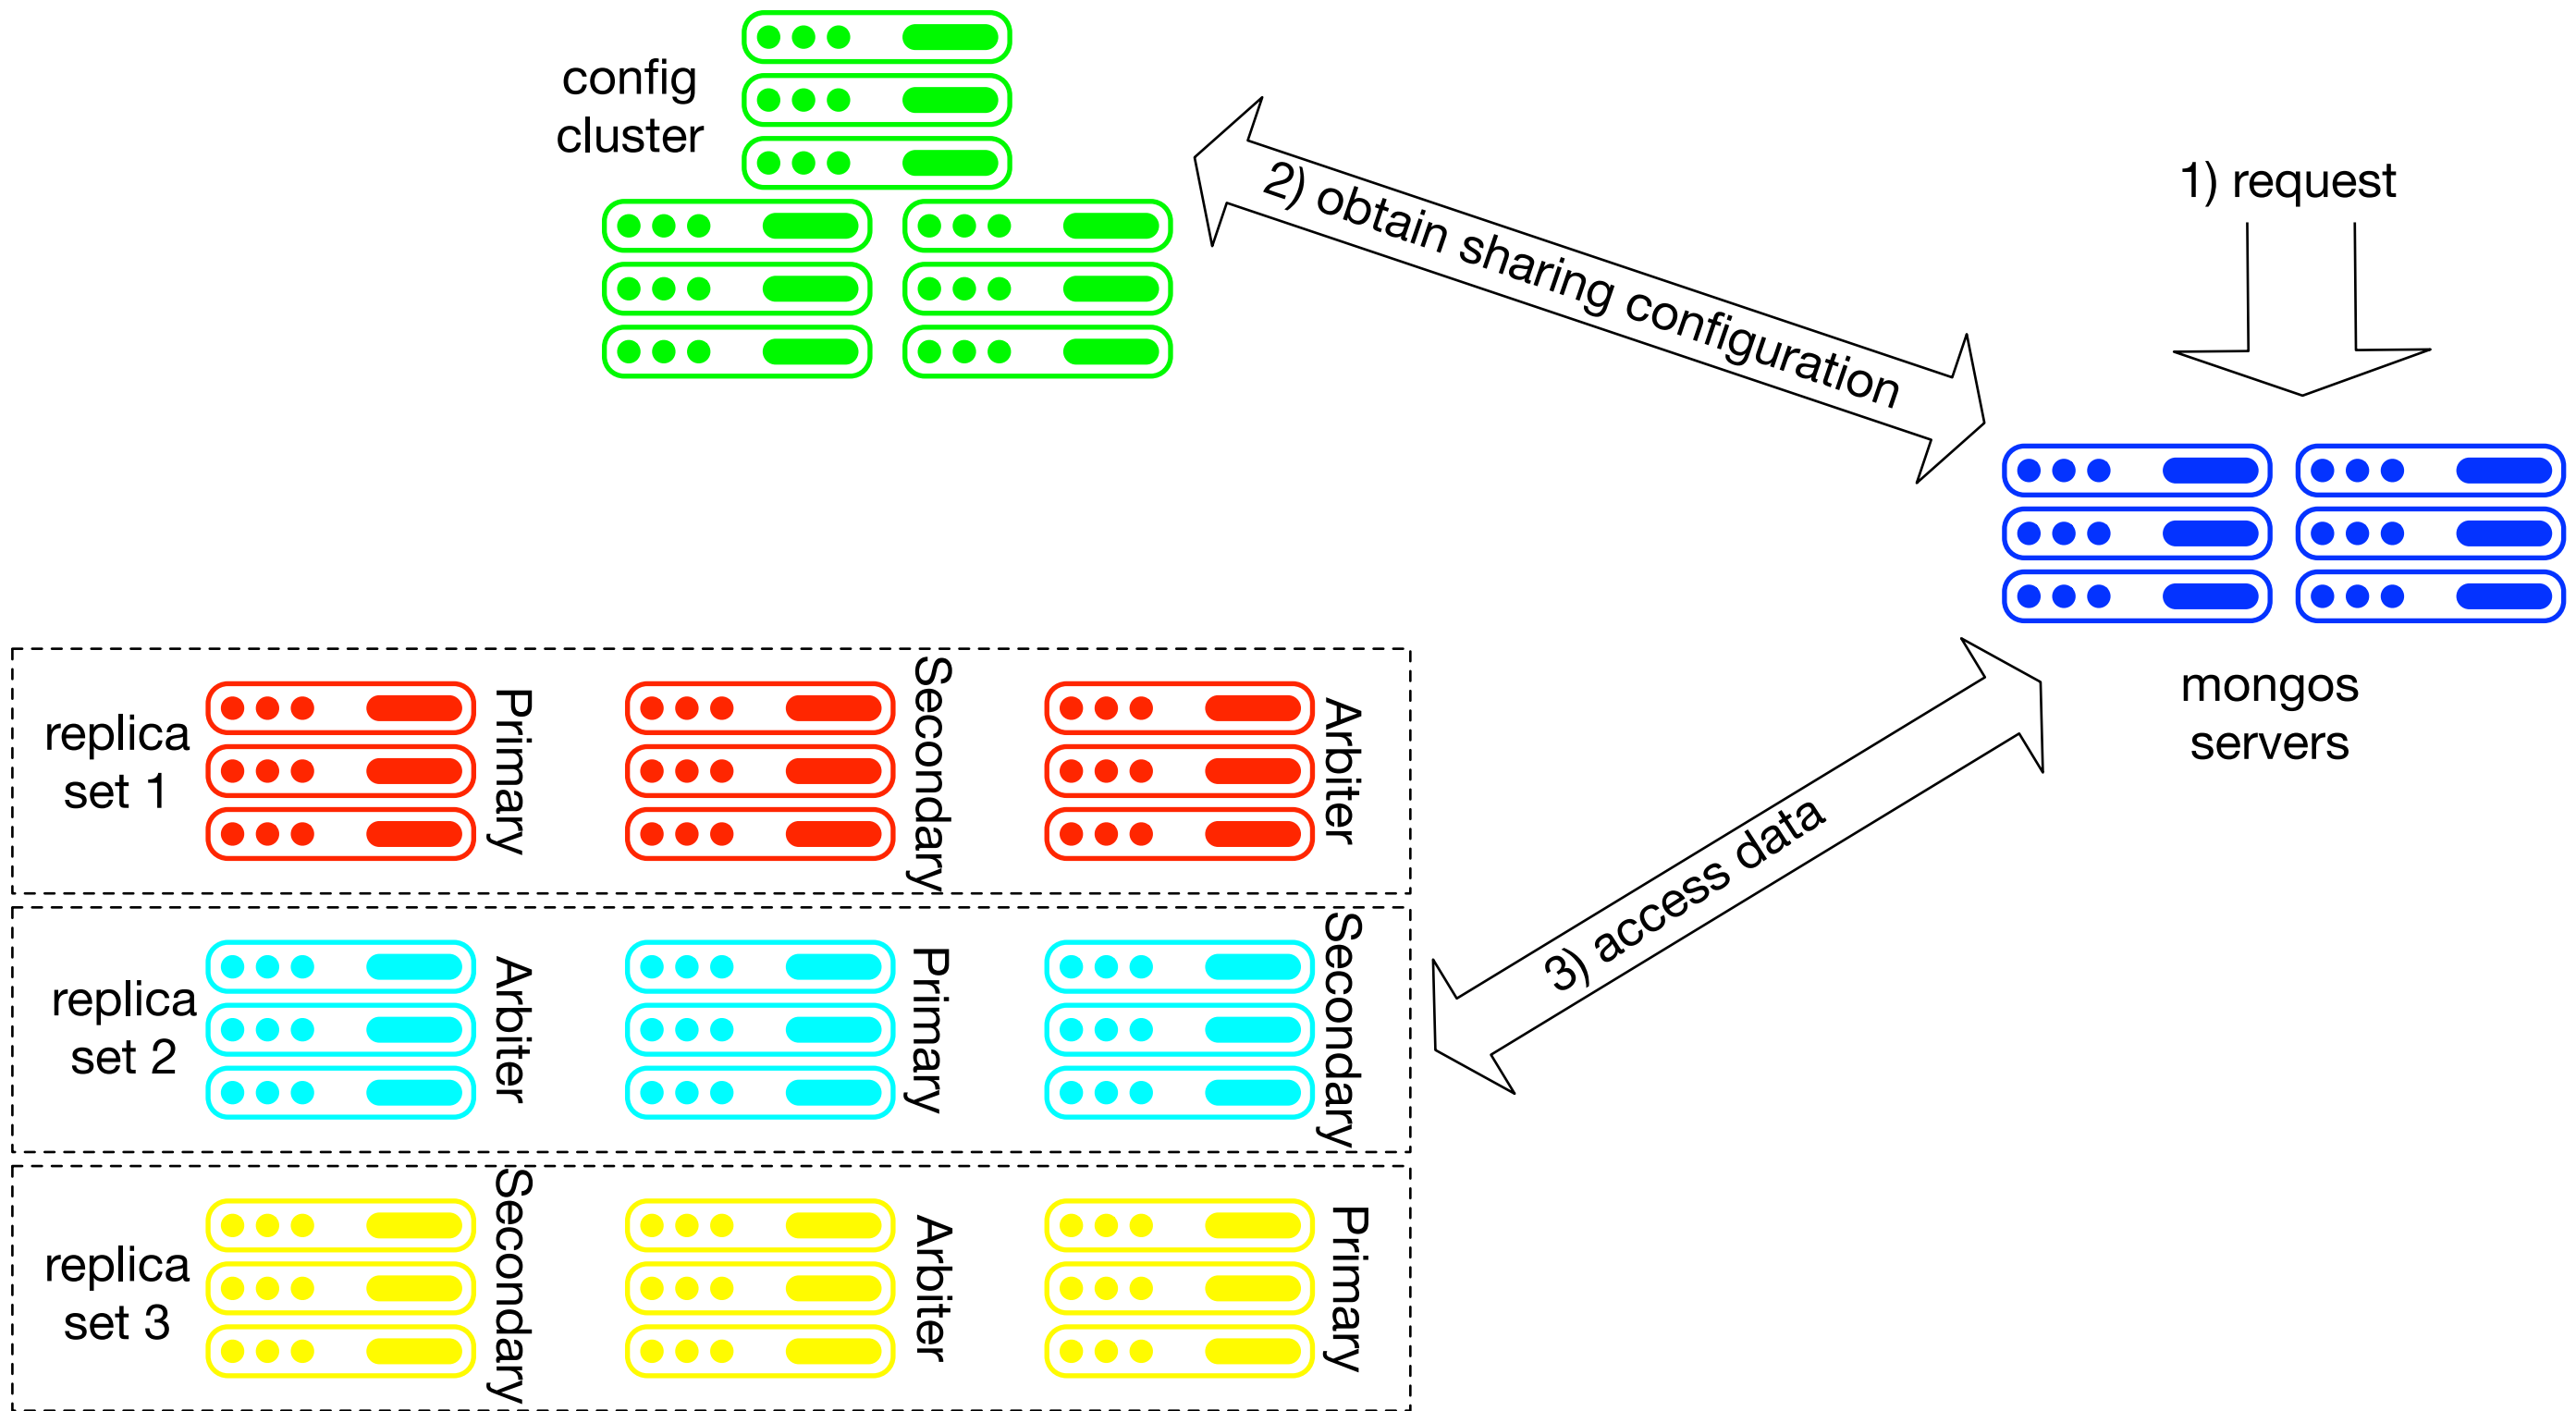 config
cluster
2) obtain sharing configuration
1) request
mongos
servers
3) access data
replica
set 1
Primary
Secondary
Arbiter
replica
set 2
Arbiter
Primary
Secondary
replica
set 3
Secondary
Arbiter
Primary